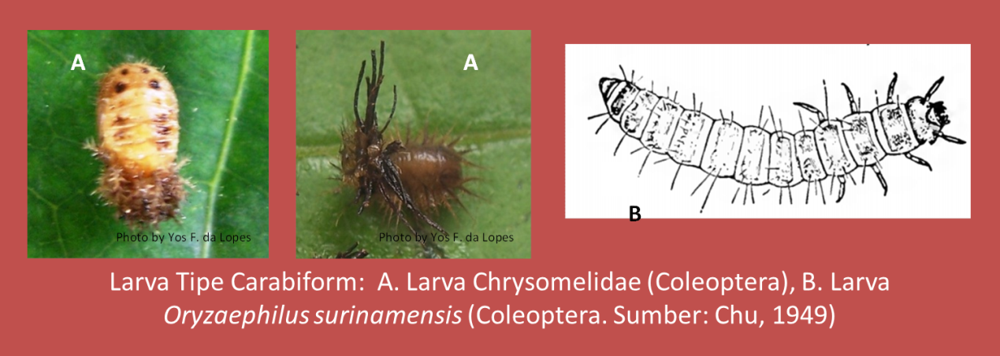 A
A
Photo by Yos F. da Lopes
Photo by Yos F. da Lopes
B
Larva Tipe Carabiform: A. Larva Chrysomelidae (Coleoptera), B. Larva
Oryzaephilus surinamensis (Coleoptera. Sumber: Chu, 1949)